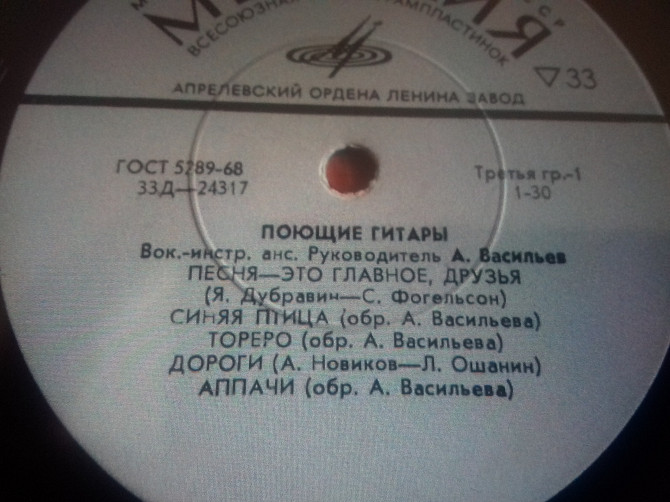 ВСЕСОЮЗНАЯ
ГРАМПЛАСТИНОК
АПРЕЛЕВСКИЙ ОРДЕНА ЛЕНИНА ЗАВОД
▽33
ГОСТ 5289-68
33Д—24317
Третья гр.-1
1-30
ПОЮЩИЕ ГИТАРЫ
Вок.-инстр. анс. Руководитель А. Васильев
ПЕСНЯ—ЭТО ГЛАВНОЕ, ДРУЗЬЯ
(Я. Дубравин—С. Фогельсон)
СИНЯЯ ПТИЦА (обр. А. Васильева)
ТОРЕРО (обр. А. Васильева)
ДОРОГИ (А. Новиков—Л. Ошанин)
АППАЧИ (обр. А. Васильева)